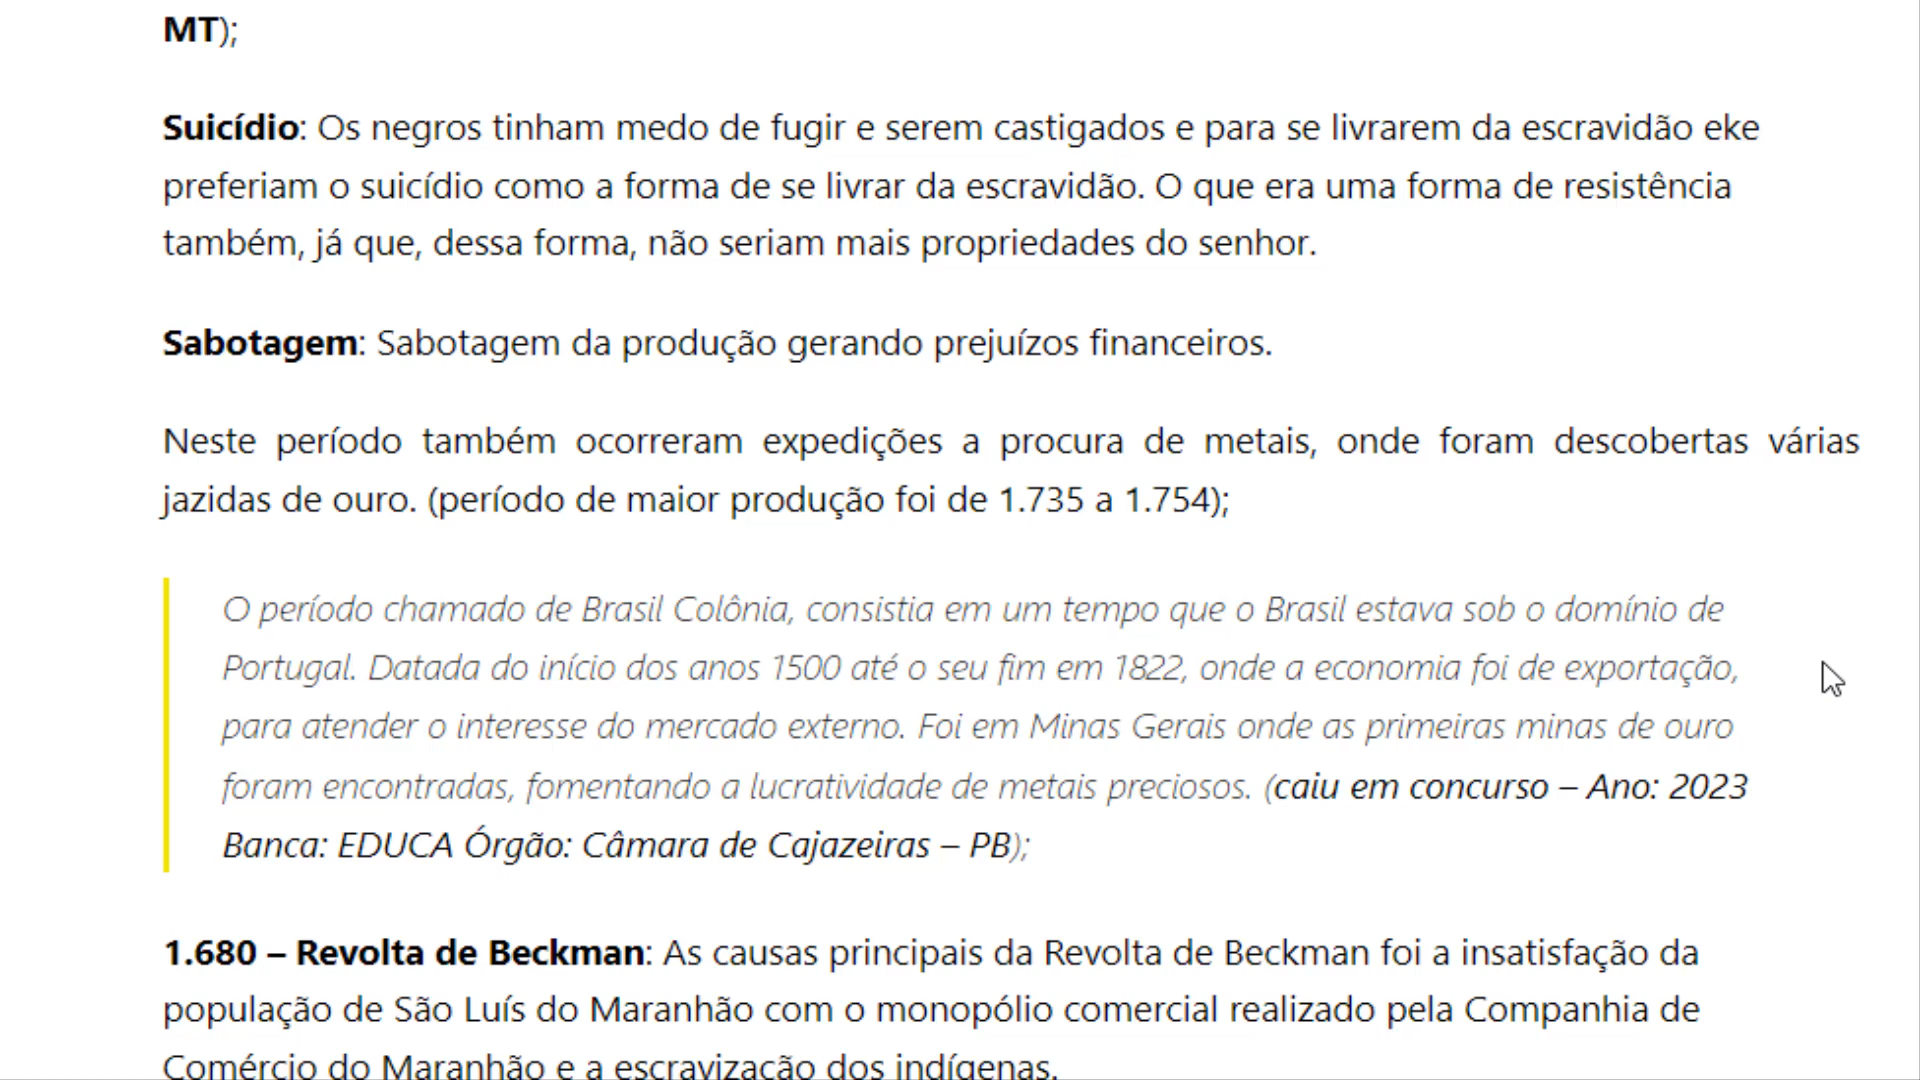 MT);
Suicídio: Os negros tinham medo de fugir e serem castigados e para se livrarem da escravidão eke
preferiam o suicídio como a forma de se livrar da escravidão. O que era uma forma de resistência
também, já que, dessa forma, não seriam mais propriedades do senhor.
Sabotagem: Sabotagem da produção gerando prejuízos financeiros.
Neste período também ocorreram expedições a procura de metais, onde foram descobertas várias
jazidas de ouro. (período de maior produção foi de 1.735 a 1.754);
O período chamado de Brasil Colônia, consistia em um tempo que o Brasil estava sob o domínio de
Portugal. Datada do início dos anos 1500 até o seu fim em 1822, onde a economia foi de exportação,
para atender o interesse do mercado externo. Foi em Minas Gerais onde as primeiras minas de ouro
foram encontradas, fomentando a lucratividade de metais preciosos. (caiu em concurso – Ano: 2023
Banca: EDUCA Órgão: Câmara de Cajazeiras – PB);
1.680 – Revolta de Beckman: As causas principais da Revolta de Beckman foi a insatisfação da
população de São Luís do Maranhão com o monopólio comercial realizado pela Companhia de
Comércio do Maranhão e a escravização dos indígenas.